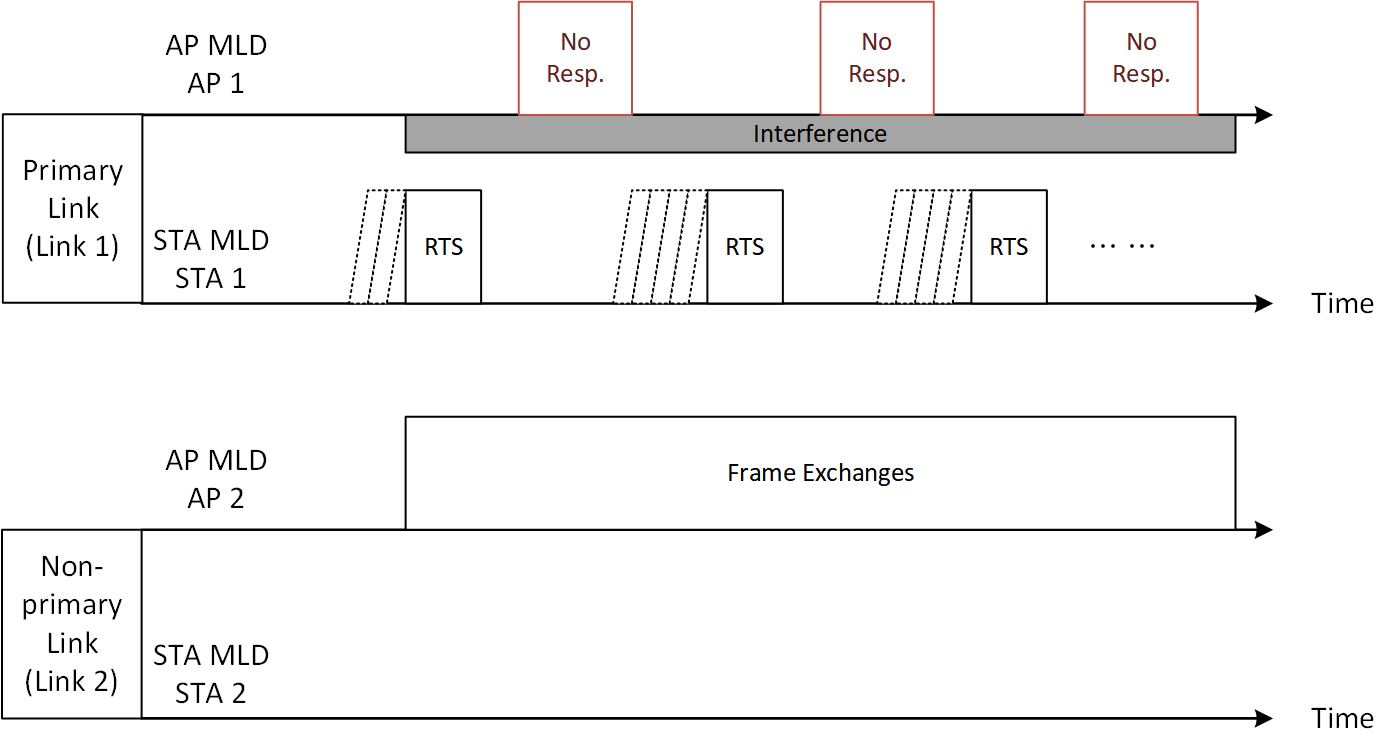 AP MLD
AP 1
No
Resp.
No
Resp.
No
Resp.
Interference
Primary
Link
(Link 1)
STA MLD
STA 1
RTS
RTS
RTS
... ...
Time
AP MLD
AP 2
Frame Exchanges
Non-
primary
Link
(Link 2)
STA MLD
STA 2
Time